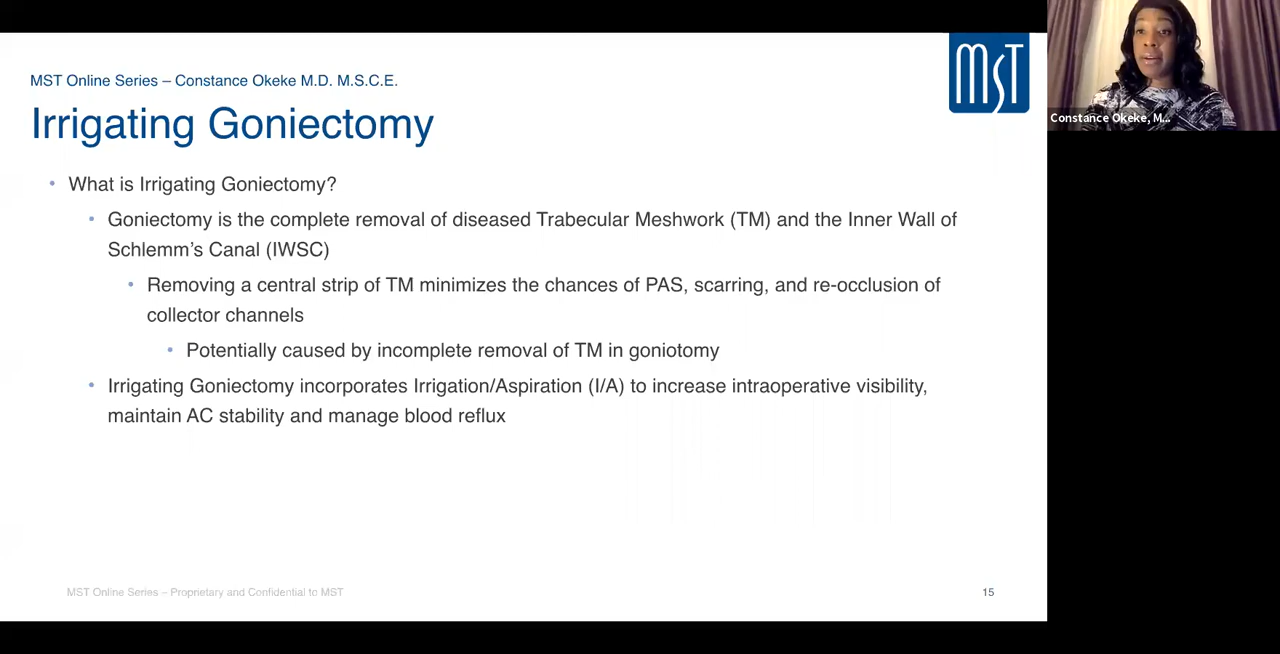 MST Online Series – Constance Okeke M.D. M.S.C.E.
MST
Irrigating Goniectomy
Constance Okeke, M...
• What is Irrigating Goniectomy?
• Goniectomy is the complete removal of diseased Trabecular Meshwork (TM) and the Inner Wall of
Schlemm’s Canal (IWSC)
• Removing a central strip of TM minimizes the chances of PAS, scarring, and re-occlusion of
collector channels
• Potentially caused by incomplete removal of TM in goniotomy
• Irrigating Goniectomy incorporates Irrigation/Aspiration (I/A) to increase intraoperative visibility,
maintain AC stability and manage blood reflux
MST Online Series – Proprietary and Confidential to MST
15